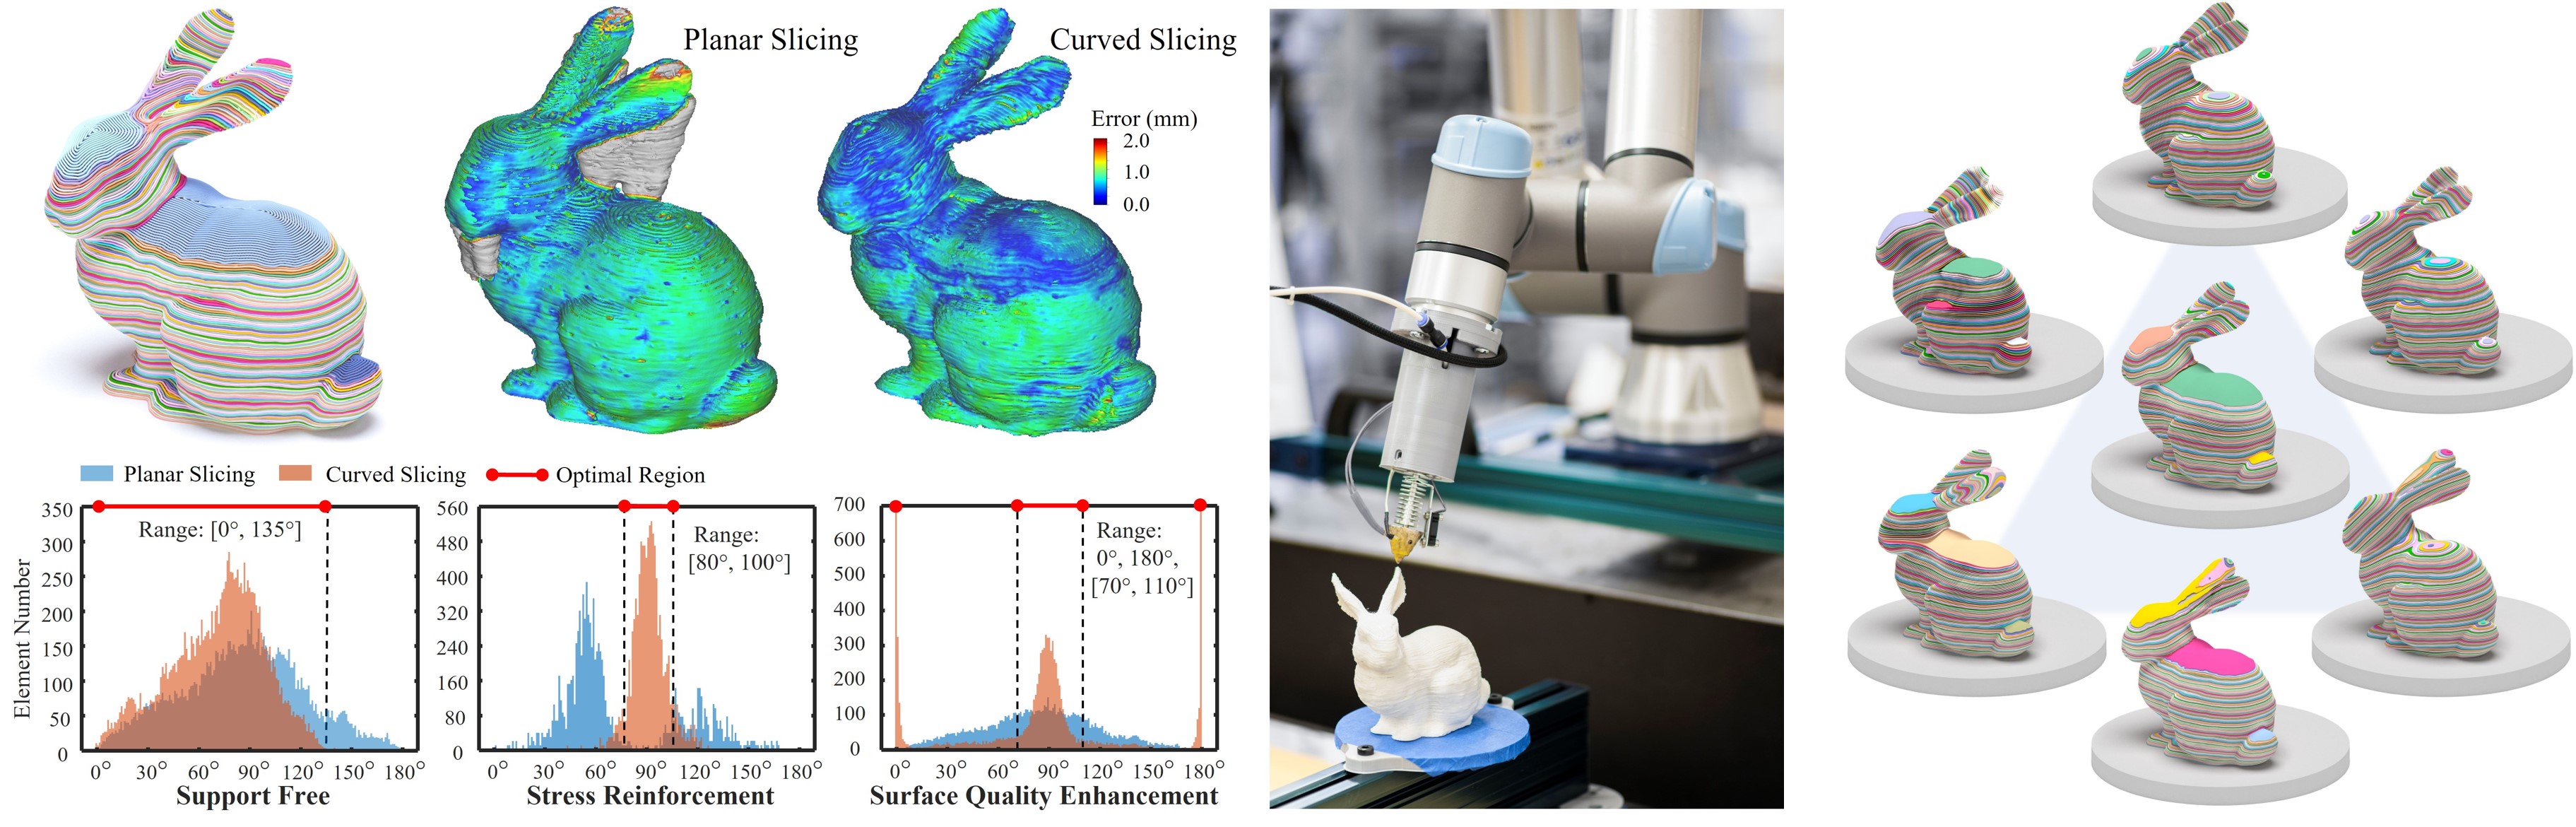 Planar Slicing
Curved Slicing
Error (mm)
2.0
1.0
0.0
Planar Slicing
Curved Slicing
Optimal Region
Element Number
350
300
250
200
150
100
50
0
Range: [0°, 135°]
0° 30° 60° 90° 120° 150° 180°
Support Free
560
480
400
320
240
160
80
0
Range:
[80°, 100°]
0° 30° 60° 90° 120° 150° 180°
Stress Reinforcement
700
600
500
400
300
200
100
0
Range:
0°, 180°,
[70°, 110°]
0° 30° 60° 90° 120° 150° 180°
Surface Quality Enhancement